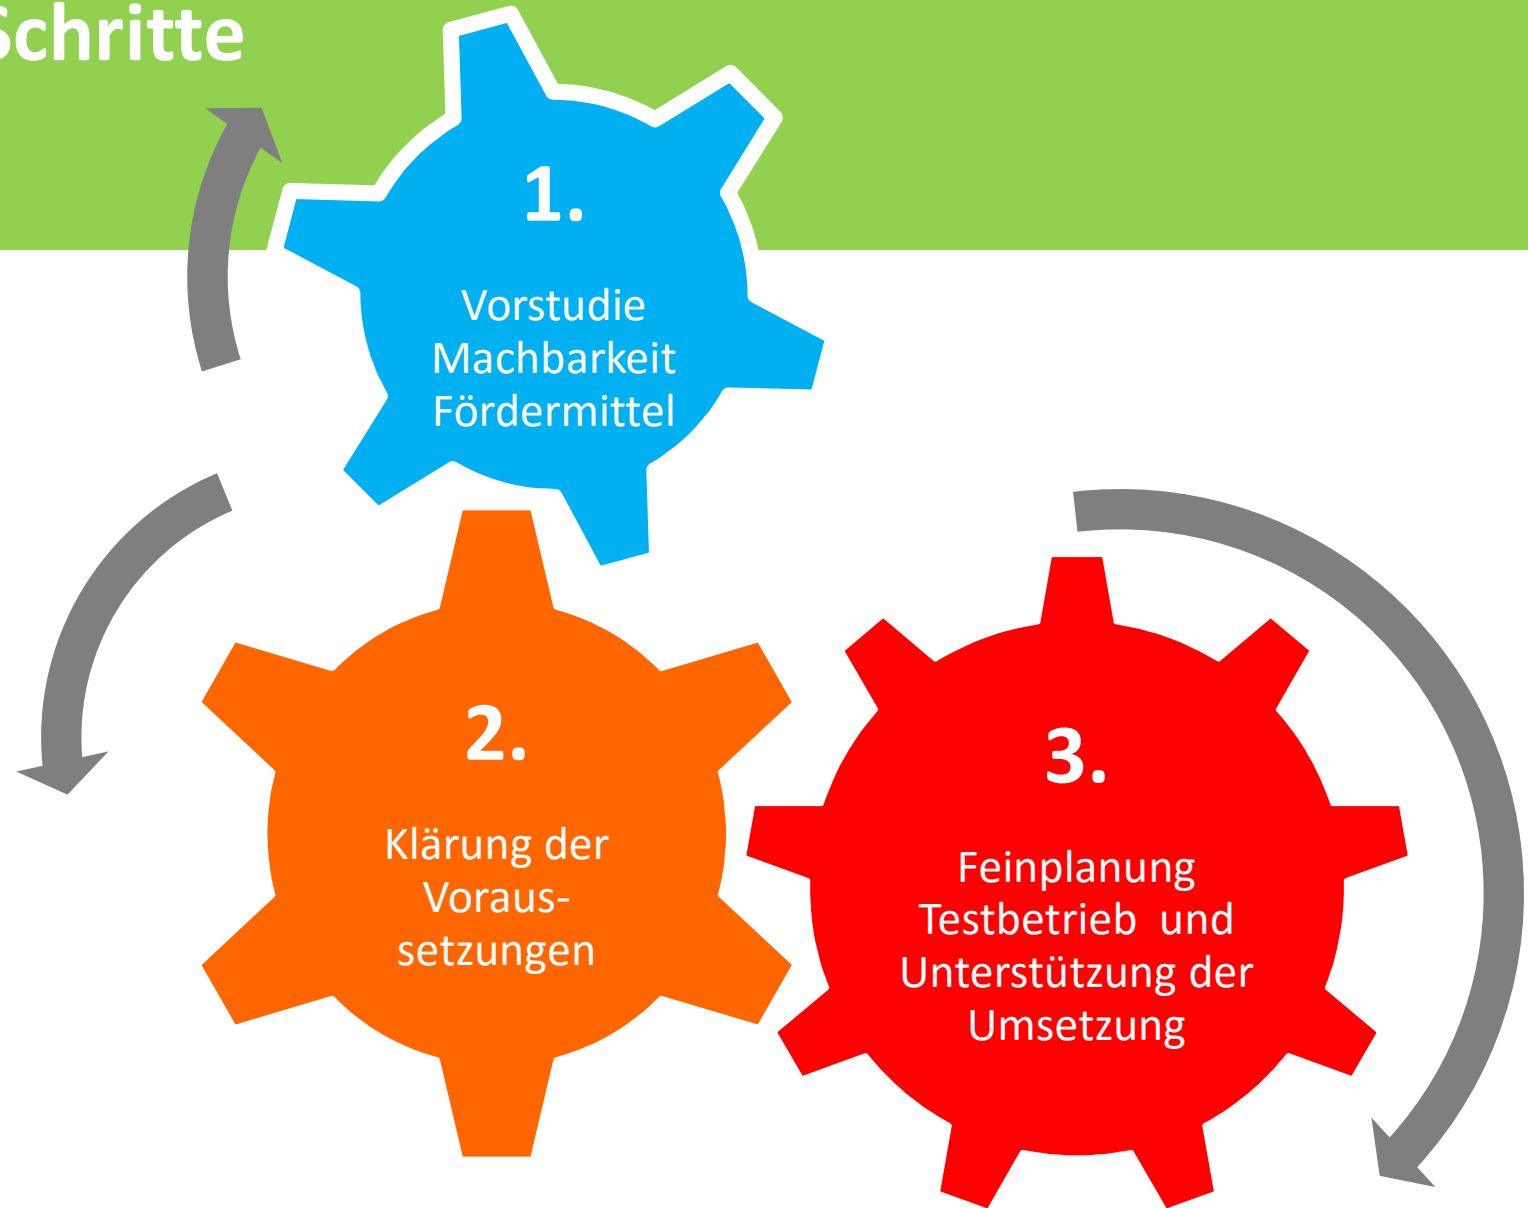 Schritte
1.
Vorstudie
Machbarkeit
Fördermittel
2.
Klärung der
Voraus-
setzungen
3.
Feinplanung
Testbetrieb  und
Unterstützung der
Umsetzung